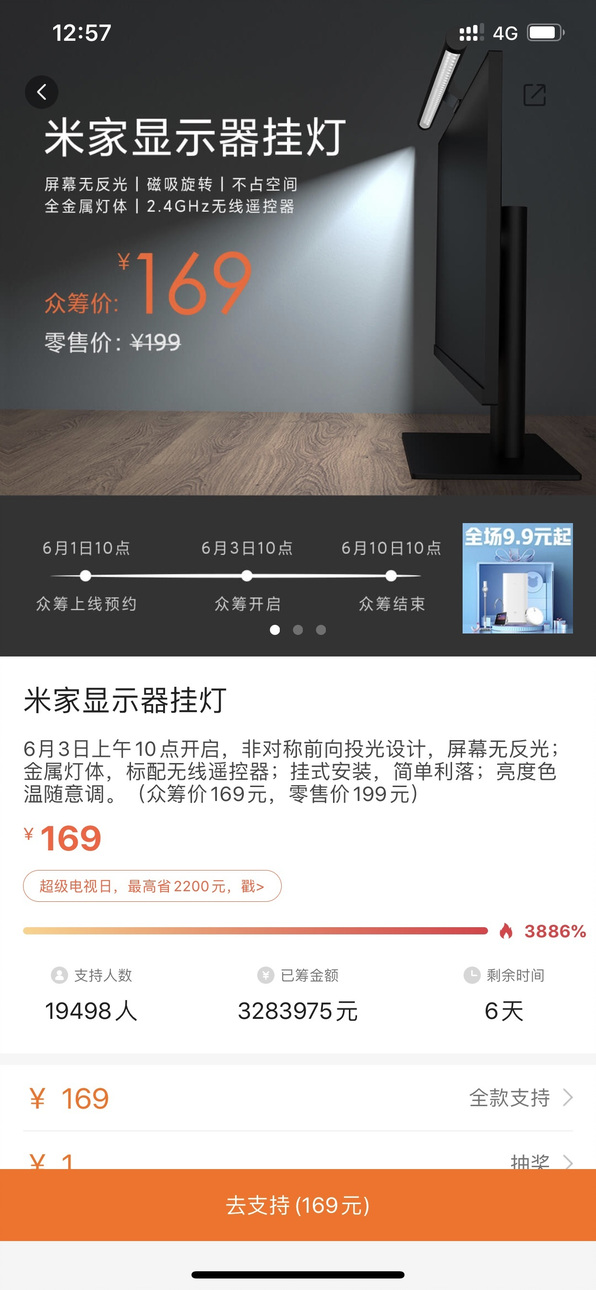 12:57
4G
米家显示器挂灯
屏幕无反光 | 磁吸旋转 | 不占空间
全金属灯体 | 2.4GHz无线遥控器
众筹价: ¥169
零售价: ¥199
6月1日10点 6月3日10点 6月10日10点
众筹上线预约 众筹开启 众筹结束
全场9.9元起
米家显示器挂灯
6月3日上午10点开启，非对称前向投光设计，屏幕无反光；
金属灯体，标配无线遥控器；挂式安装，简单利落；亮度色
温随意调。（众筹价169元，零售价199元）
¥169
超级电视日，最高省2200元，戳>
3886%
支持人数 已筹金额 剩余时间
19498人 3283975元 6天
¥ 169 全款支持
¥ 1 抽奖
去支持(169元)